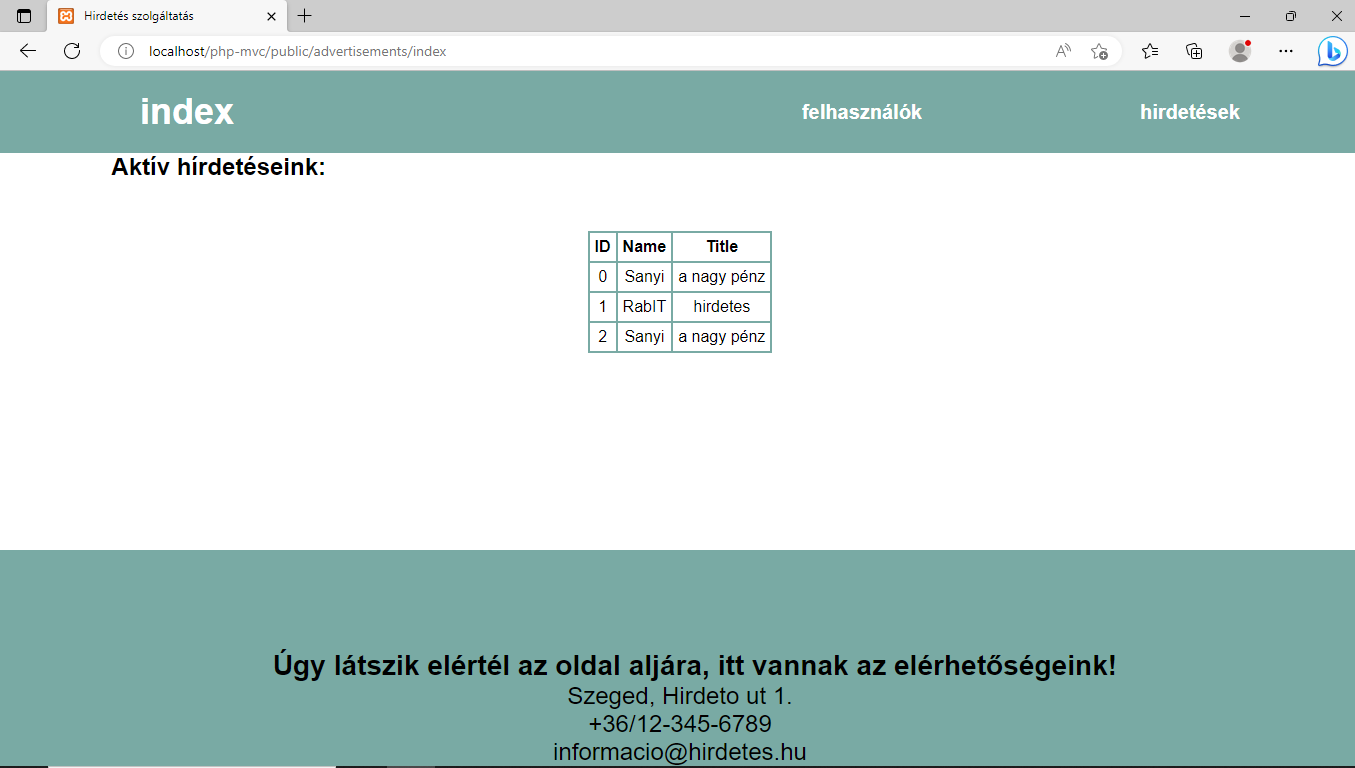 Hirdetés szolgáltatás
localhost/php-mvc/public/advertisements/index
index felhasználók hirdetések
Aktív hírdetéseink:
ID Name Title
0 Sanyi a nagy pénz
1 RabIT hirdetes
2 Sanyi a nagy pénz
Úgy látszik elértél az oldal aljára, itt vannak az elérhetőségeink!
Szeged, Hirdeto ut 1.
+36/12-345-6789
informacio@hirdetes.hu